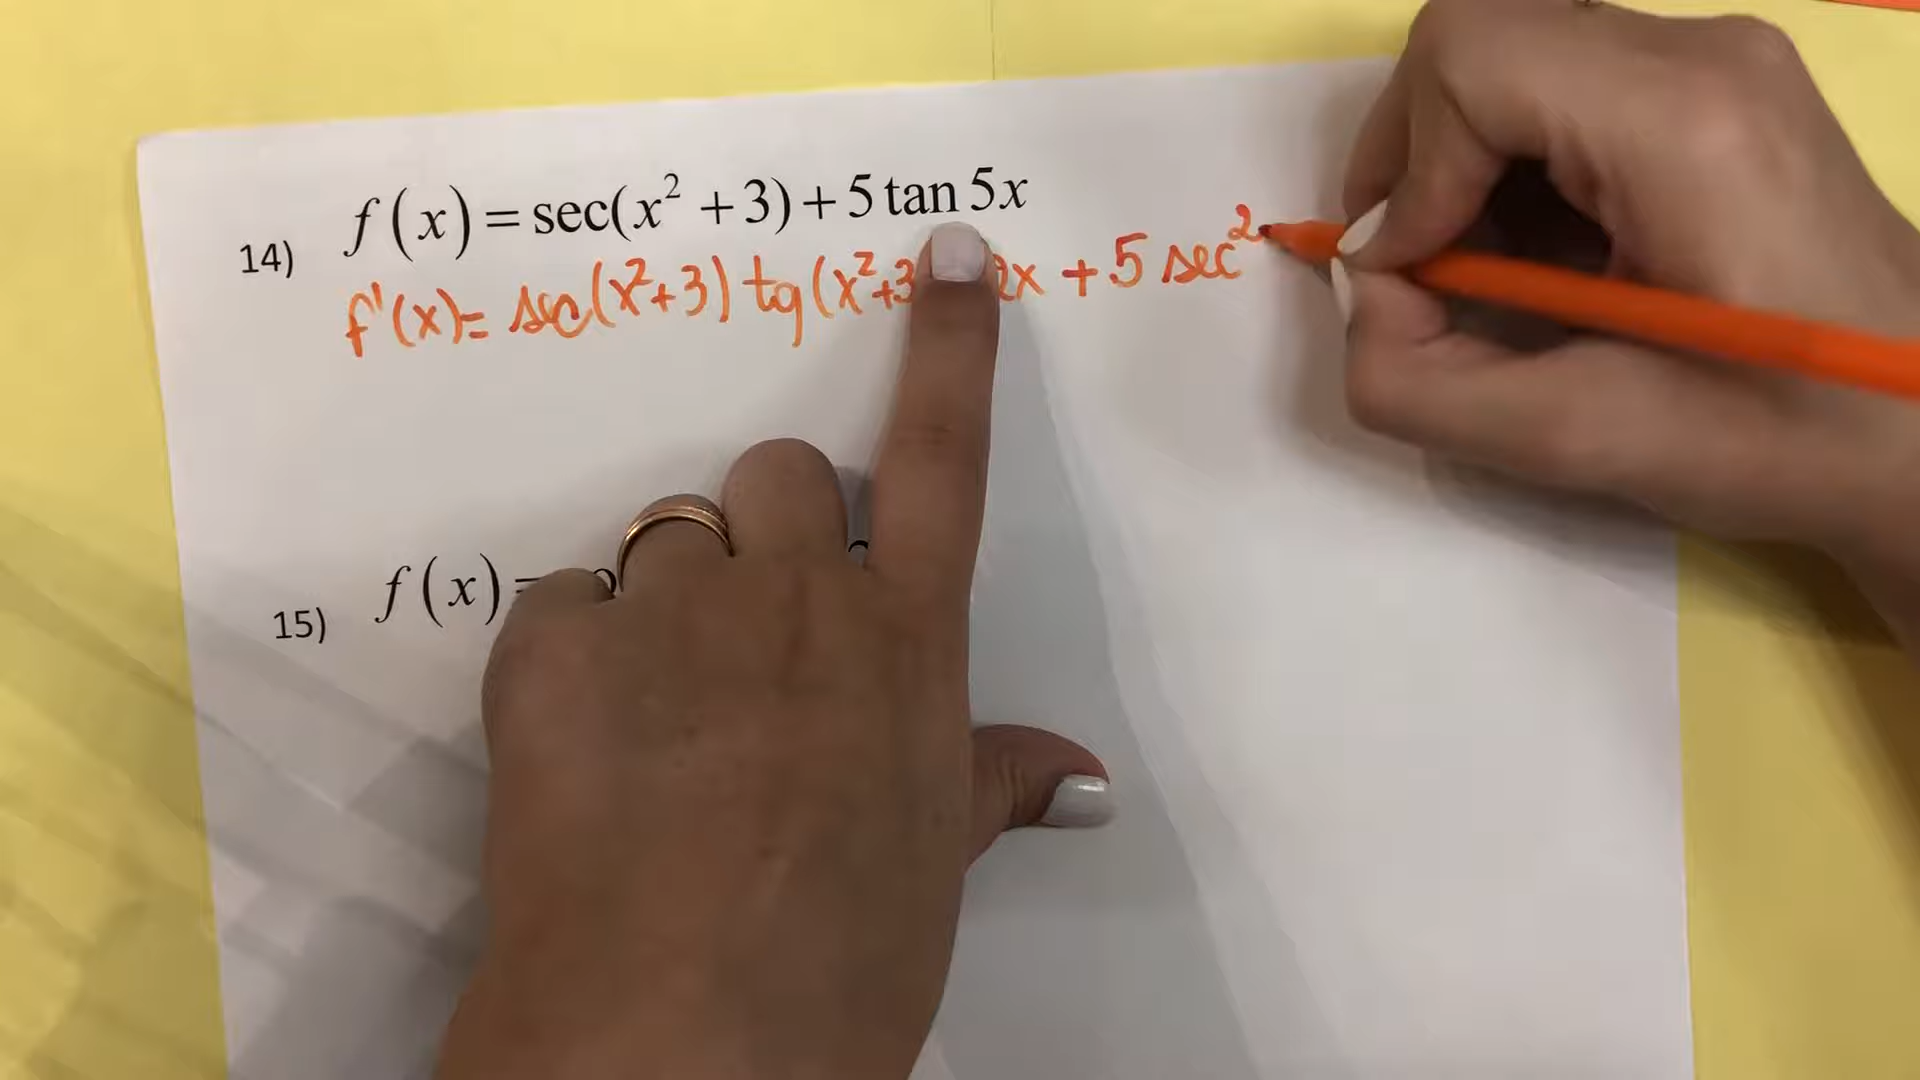 14) f(x) = sec(x² + 3) + 5 tan 5x
f'(x) = sec(x²+3) tg(x²+3 2x + 5 sec²
15) f(x) =